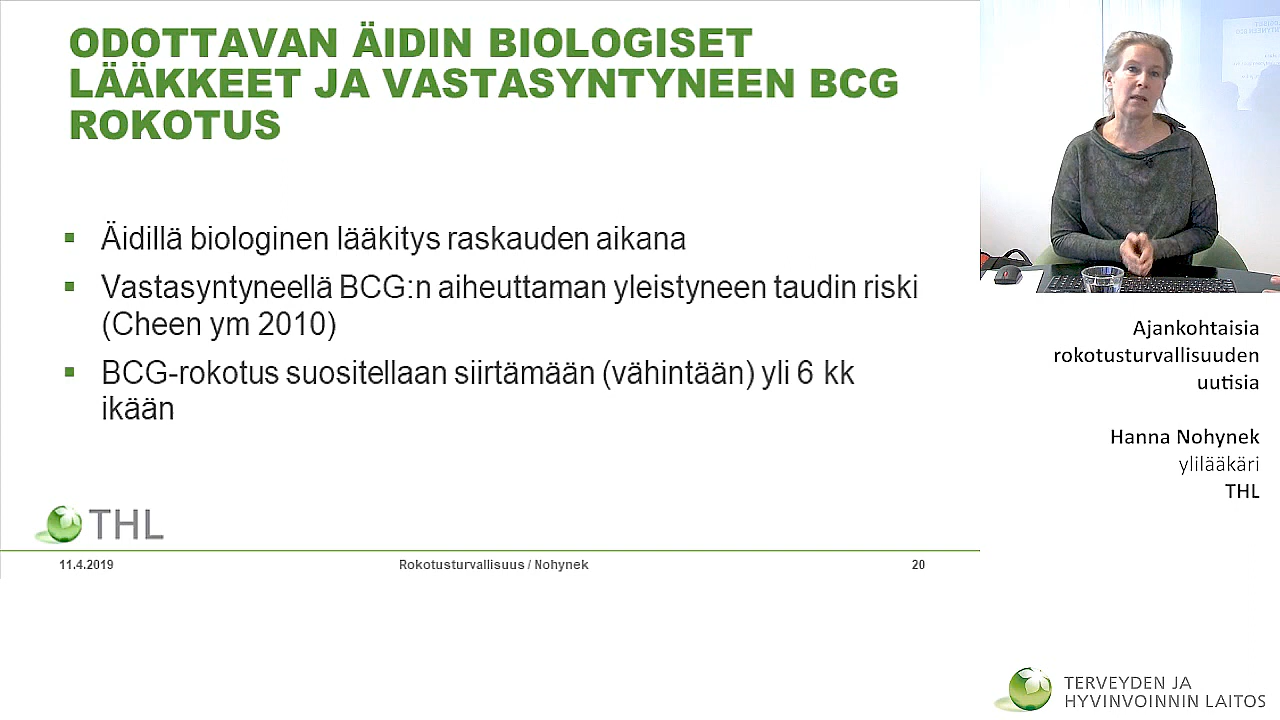 ODOTTAVAN ÄIDIN BIOLOGISET
LÄÄKKEET JA VASTASYNTYNEEN BCG
ROKOTUS
▪ Äidillä biologinen lääkitys raskauden aikana
▪ Vastasyntyneellä BCG:n aiheuttaman yleistyneen taudin riski
(Cheen ym 2010)
▪ BCG-rokotus suositellaan siirtämään (vähintään) yli 6 kk
ikään
THL
11.4.2019
Rokotusturvallisuus / Nohynek
20
Ajankohtaisia
rokotusturvallisuuden
uutisia
Hanna Nohynek
ylilääkäri
THL
TERVEYDEN JA
HYVINVOINNIN LAITOS